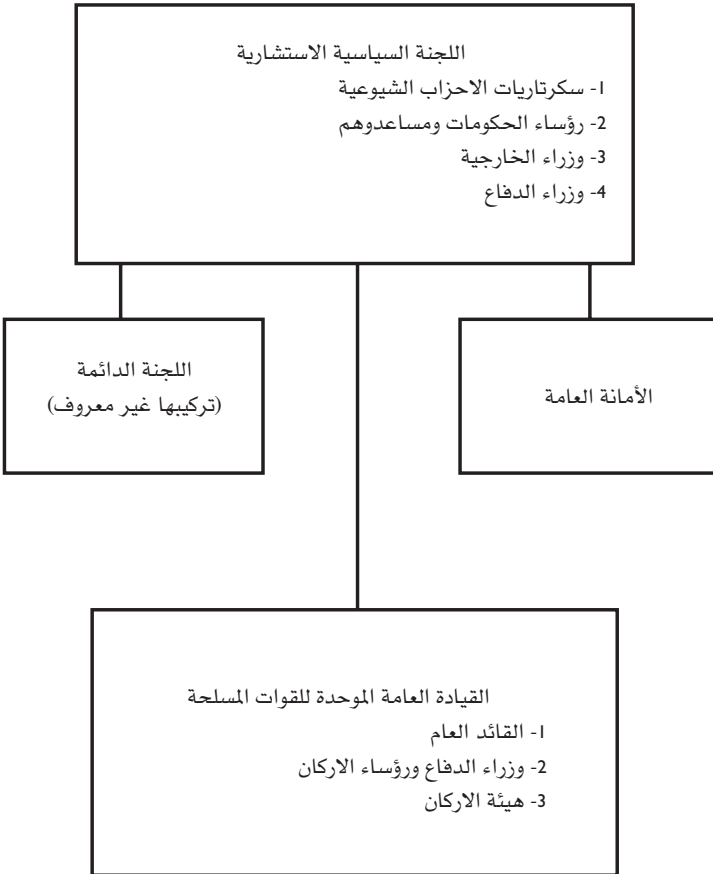 اللجنة السياسية الاستشارية
1- سكرتاريات الاحزاب الشيوعية
2- رؤساء الحكومات ومساعدوهم
3- وزراء الخارجية
4- وزراء الدفاع
الأمانة العامة
اللجنة الدائمة
(تركيبها غير معروف)
القيادة العامة الموحدة للقوات المسلحة
1- القائد العام
2- وزراء الدفاع ورؤساء الاركان
3- هيئة الاركان